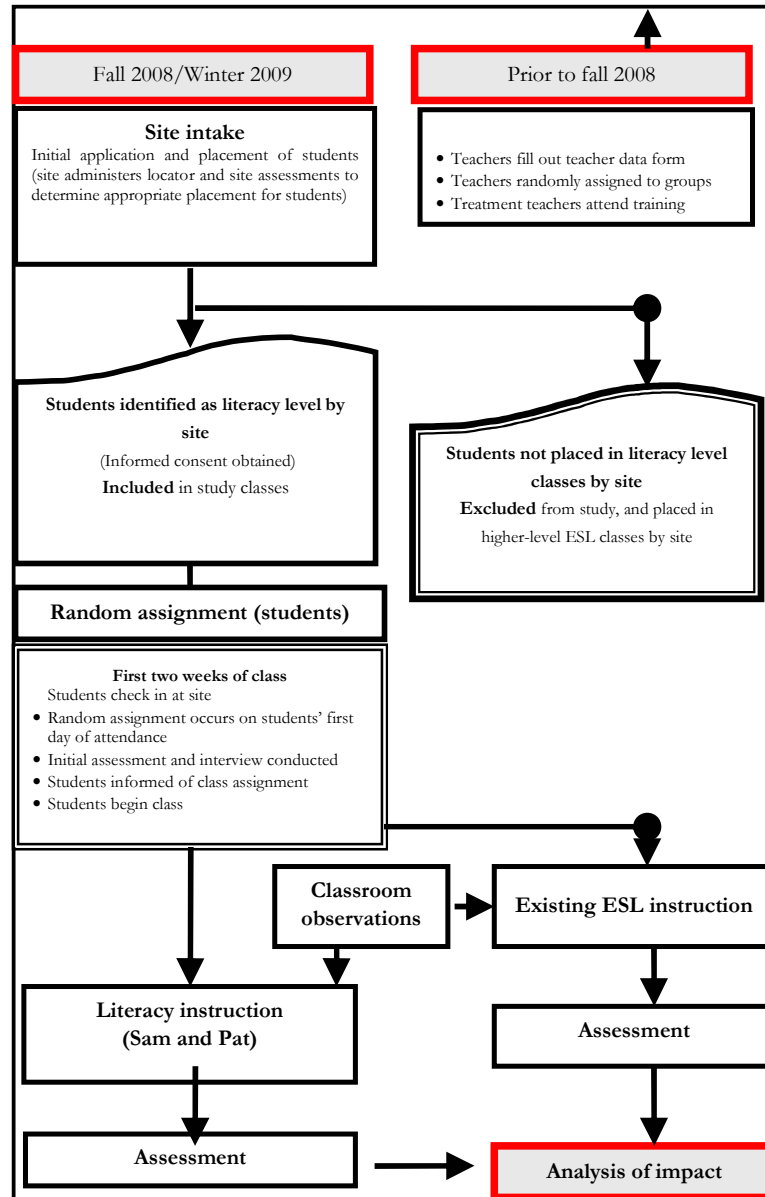 Fall 2008/Winter 2009
Prior to fall 2008
Site intake
Initial application and placement of students
(site administers locator and site assessments to
determine appropriate placement for students)
• Teachers fill out teacher data form
• Teachers randomly assigned to groups
• Treatment teachers attend training
Students identified as literacy level by
site
(Informed consent obtained)
Included in study classes
Students not placed in literacy level
classes by site
Excluded from study, and placed in
higher-level ESL classes by site
Random assignment (students)
First two weeks of class
Students check in at site
• Random assignment occurs on students’ first
day of attendance
• Initial assessment and interview conducted
• Students informed of class assignment
• Students begin class
Classroom
observations
Existing ESL instruction
Literacy instruction
(Sam and Pat)
Assessment
Assessment
Analysis of impact